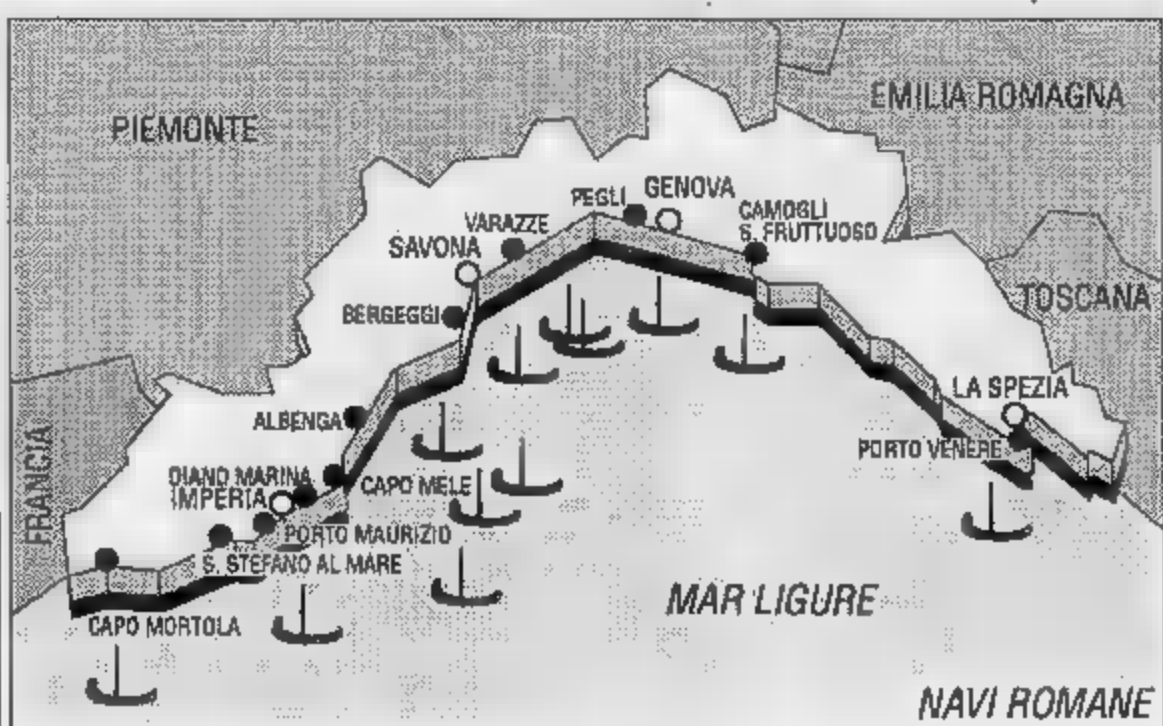 PIEMONTE
EMILIA ROMAGNA
PEGLI
GENOVA
CAMOGLI
S. FRUTTUOSO
VARAZZE
SAVONA
TOSCANA
BERGEGGI
LA SPEZIA
ALBENGA
PORTO VENERE
FRANCIA
DIANO MARINA
CAPO MELE
IMPERIA
PORTO MAURIZIO
S. STEFANO AL MARE
CAPO MORTOLA
MAR LIGURE
NAVI ROMANE